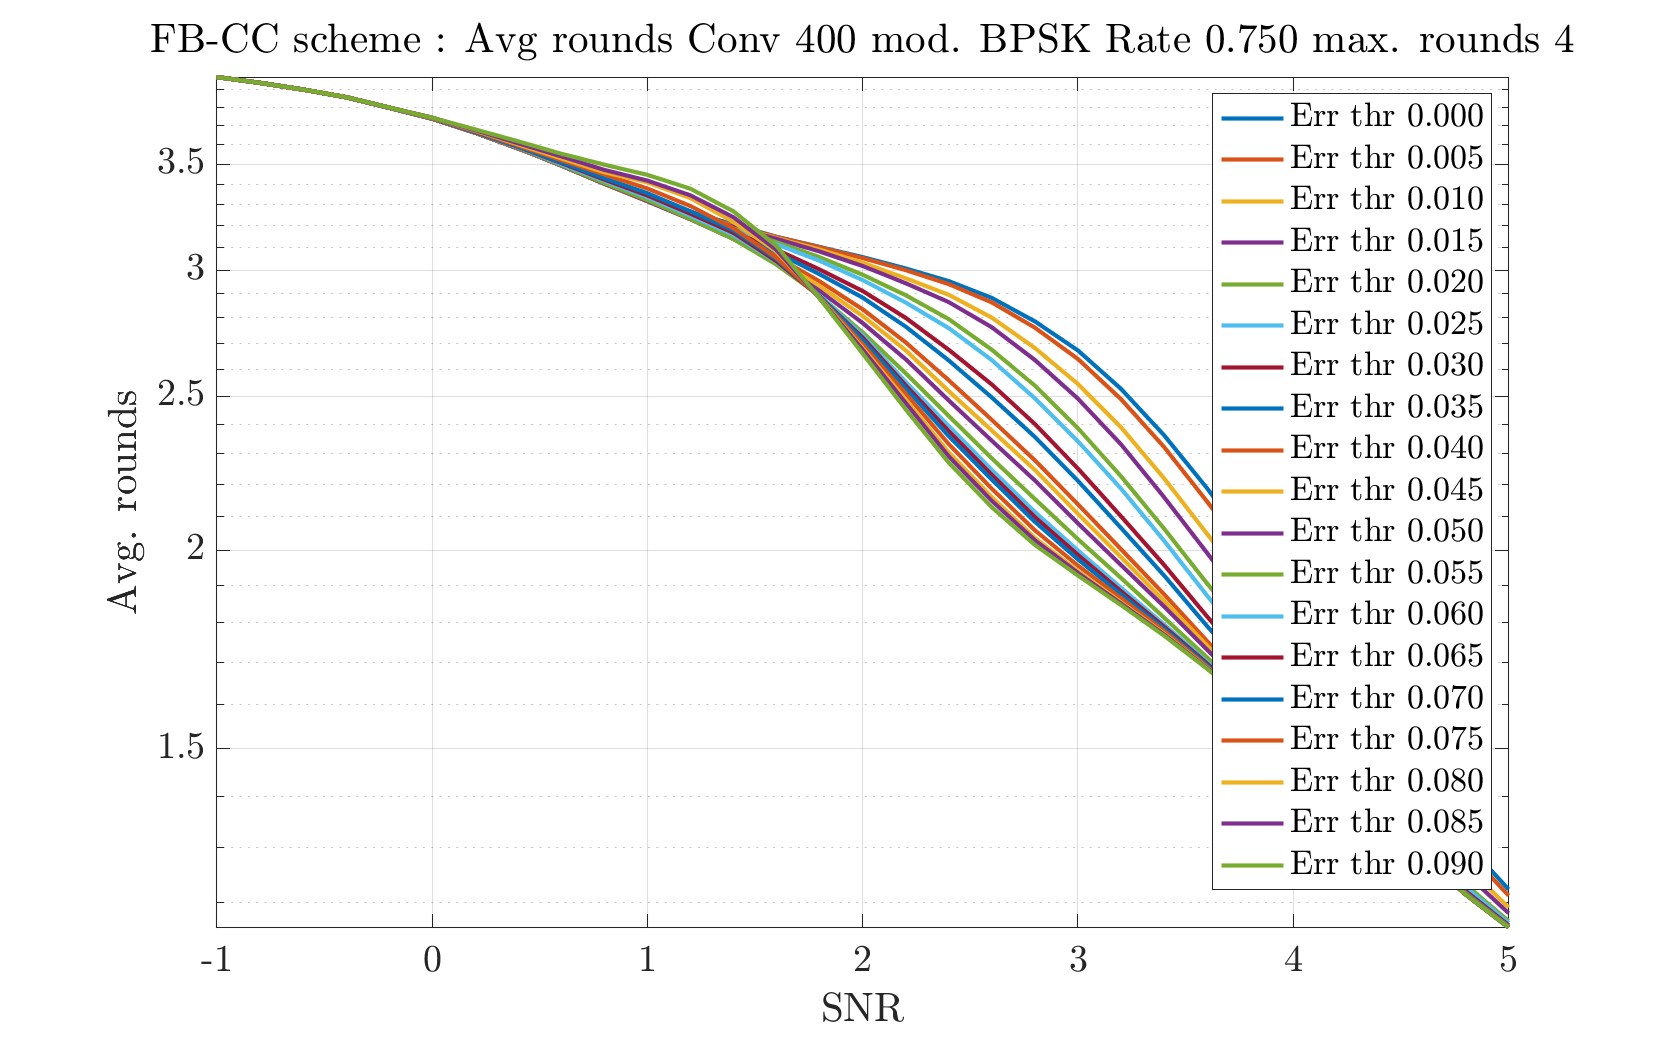 FB-CC scheme : Avg rounds Conv 400 mod. BPSK Rate 0.750 max. rounds 4
Avg. rounds
3.5
3
2.5
2
1.5
Err thr 0.000
Err thr 0.005
Err thr 0.010
Err thr 0.015
Err thr 0.020
Err thr 0.025
Err thr 0.030
Err thr 0.035
Err thr 0.040
Err thr 0.045
Err thr 0.050
Err thr 0.055
Err thr 0.060
Err thr 0.065
Err thr 0.070
Err thr 0.075
Err thr 0.080
Err thr 0.085
Err thr 0.090
-1 0 1 2 3 4 5
SNR